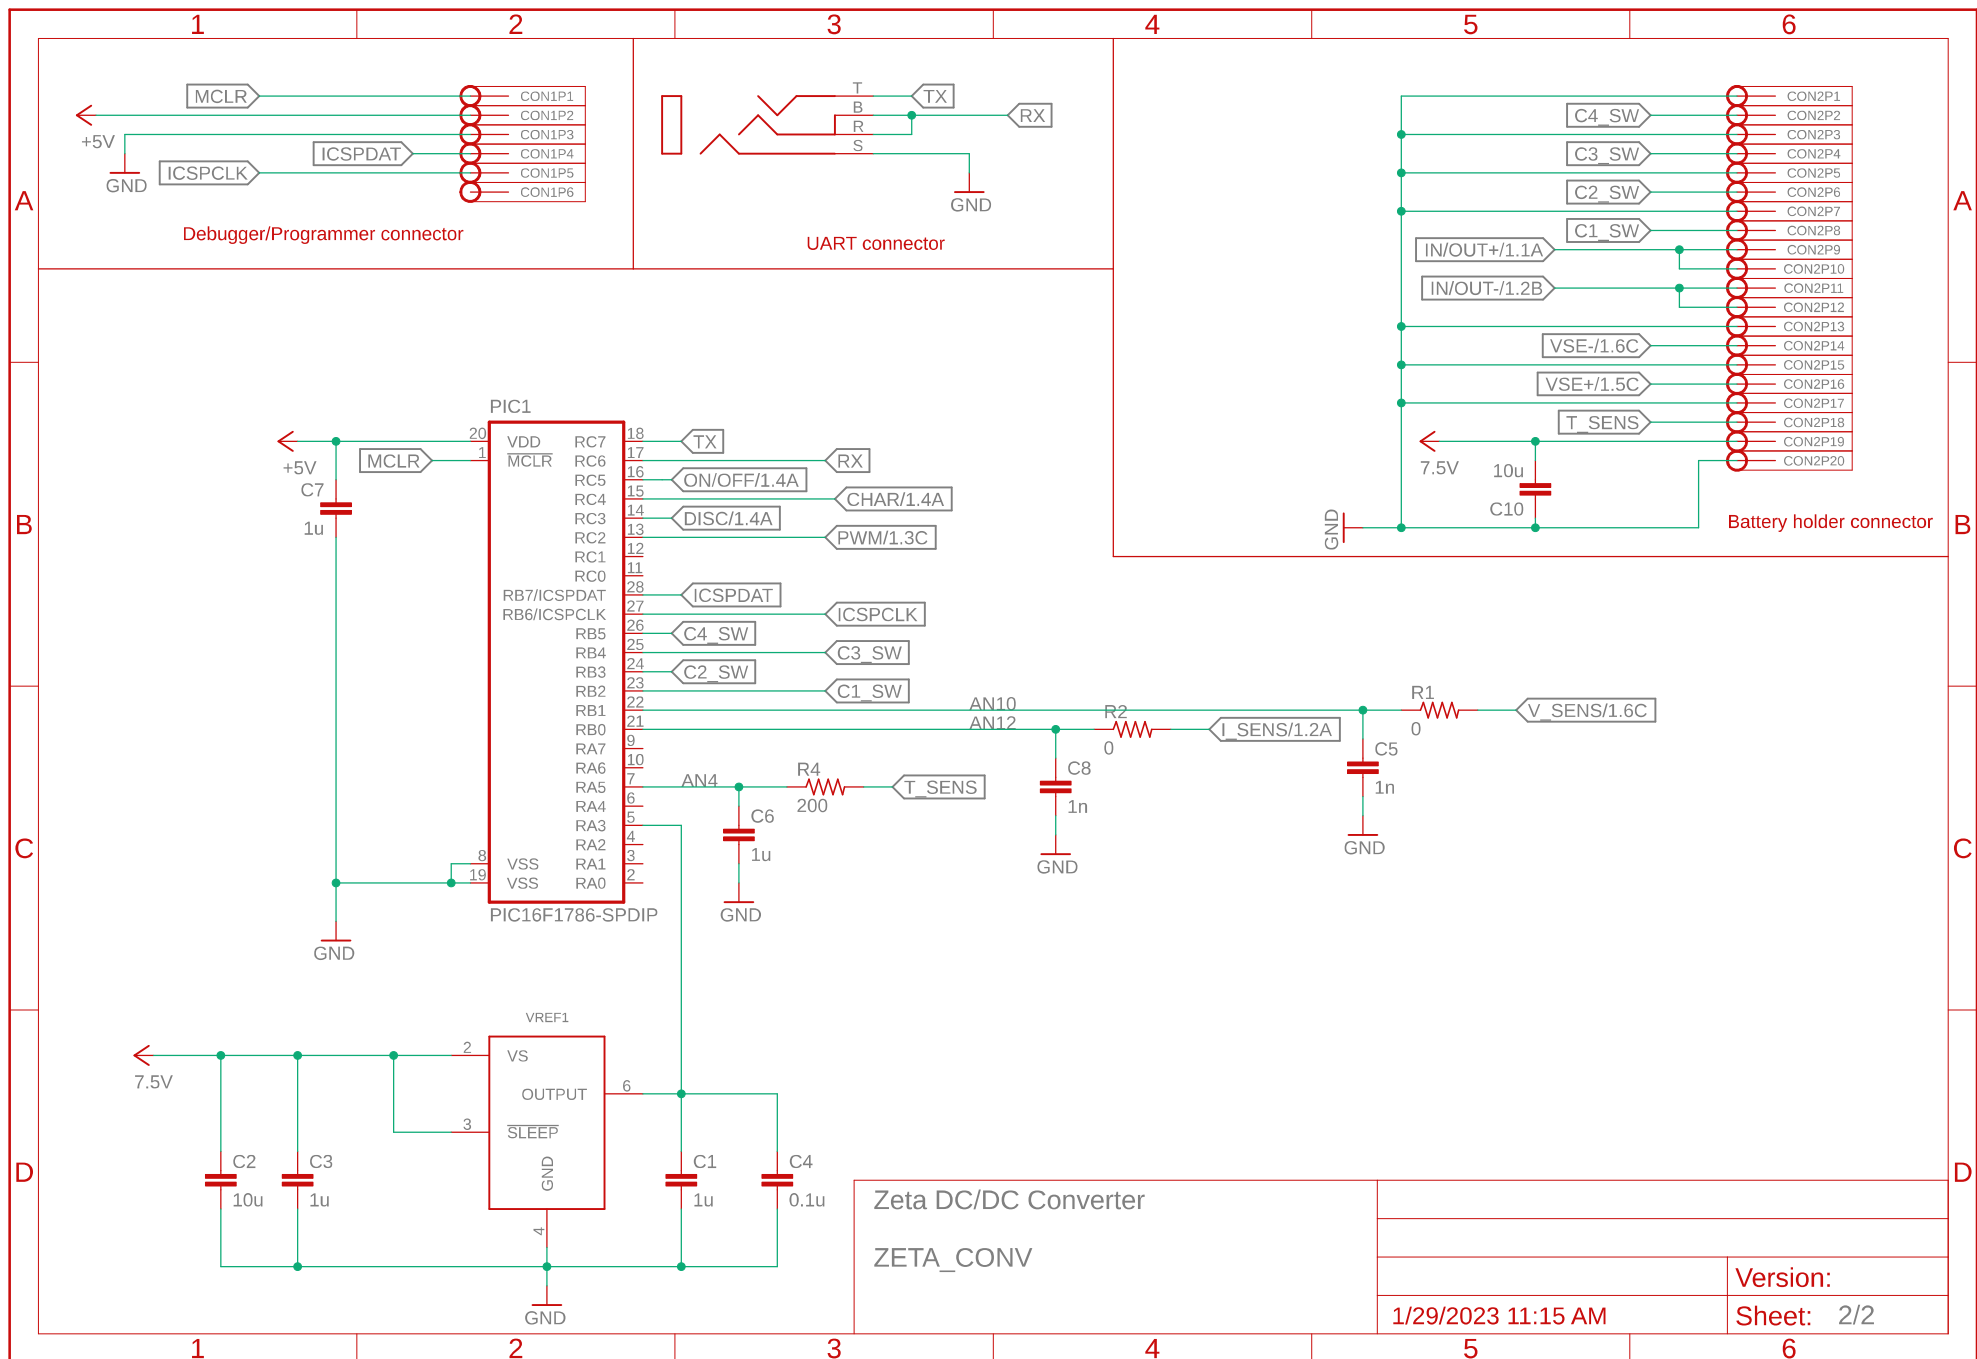 1 2 3 4 5 6
A
A
B
B
C
C
D
D
MCLR
+5V
GND
ICSPDAT
ICSPCLK
CON1P1
CON1P2
CON1P3
CON1P4
CON1P5
CON1P6
Debugger/Programmer connector
T
B
R
S
TX
RX
GND
UART connector
C4_SW
C3_SW
C2_SW
C1_SW
IN/OUT+/1.1A
IN/OUT-/1.2B
VSE-/1.6C
VSE+/1.5C
T_SENS
7.5V
10u
C10
GND
CON2P1
CON2P2
CON2P3
CON2P4
CON2P5
CON2P6
CON2P7
CON2P8
CON2P9
CON2P10
CON2P11
CON2P12
CON2P13
CON2P14
CON2P15
CON2P16
CON2P17
CON2P18
CON2P19
CON2P20
Battery holder connector
PIC1
+5V
C7
1u
MCLR
GND
20 VDD
1 MCLR
8 VSS
19 VSS
RC7 18 TX
RC6 17 RX
RC5 16 ON/OFF/1.4A
RC4 15 CHAR/1.4A
RC3 14 DISC/1.4A
RC2 13 PWM/1.3C
RC1 12
RC0 11
RB7/ICSPDAT 28 ICSPDAT
RB6/ICSPCLK 27 ICSPCLK
RB5 26 C4_SW
RB4 25 C3_SW
RB3 24 C2_SW
RB2 23 C1_SW
RB1 22 AN10
RB0 21 AN12
RA7 9
RA6 10
RA5 7 AN4
RA4 6
RA3 5
RA2 4
RA1 3
RA0 2
PIC16F1786-SPDIP
R1
0
V_SENS/1.6C
C5
1n
GND
R2
0
I_SENS/1.2A
C8
1n
GND
R4
200
T_SENS
C6
1u
GND
VREF1
7.5V
2 VS
OUTPUT 6
3 SLEEP
GND
4
C2
10u
C3
1u
C1
1u
C4
0.1u
GND
Zeta DC/DC Converter
ZETA_CONV
Version:
1/29/2023 11:15 AM
Sheet: 2/2
1 2 3 4 5 6